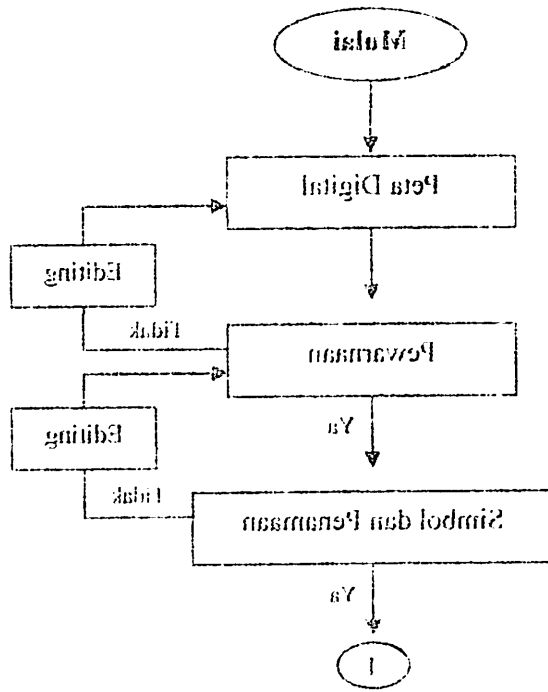 Mulai
Peta Digital
Editing
Tidak
Pewarnaan
Editing
Ya
Tidak
Simbol dan Penamaan
Ya
1